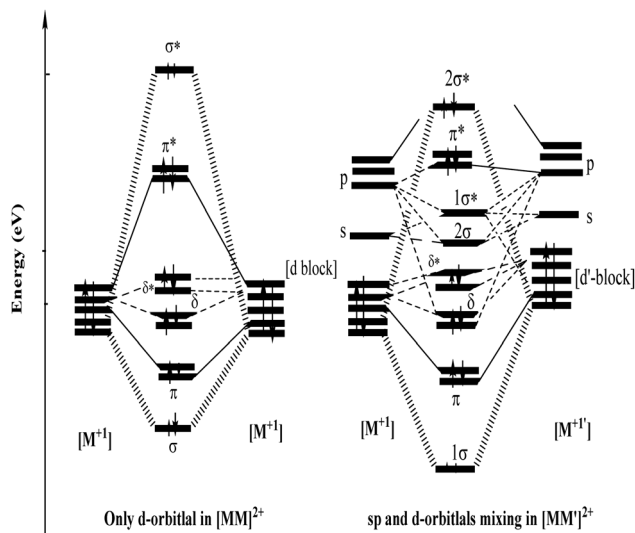 Energy (eV)
σ*
π*
δ*
δ
π
σ
[d block]
[M+1]
[M+1]
Only d-orbitlal in [MM]2+
2σ*
π*
p
p
1σ*
s
s
2σ
δ*
[d'-block]
δ
π
[M+1]
[M+1']
1σ
sp and d-orbitlals mixing in [MM']2+